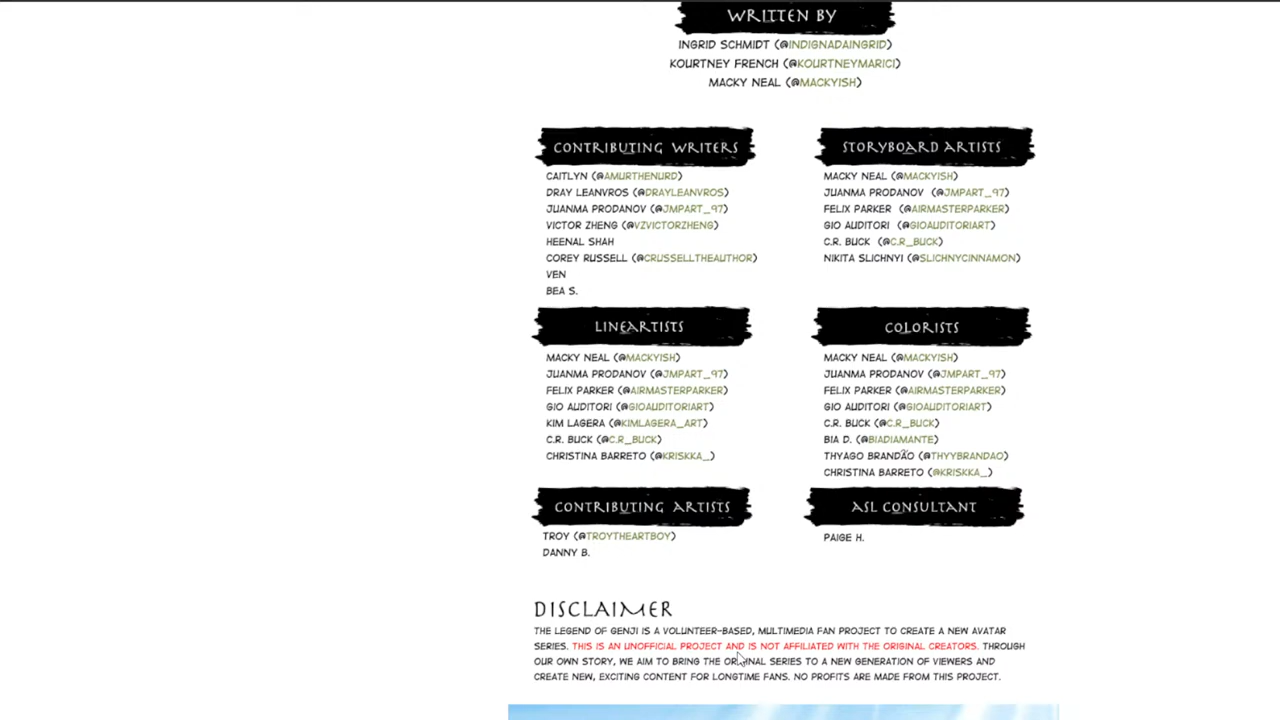 WRITTEN BY
INGRID SCHMIDT (@INDIGNADAINGRID)
KOURTNEY FRENCH (@KOURTNEYMARICI)
MACKY NEAL (@MACKYISH)
CONTRIBUTING WRITERS
CAITLYN (@AMURTHENURD)
DRAY LEANVROS (@DRAYLEANVROS)
JUANMA PRODANOV (@JMPART_97)
VICTOR ZHENG (@VZVICTORZHENG)
HEENAL SHAH
COREY RUSSELL (@CRUSSELLTHEAUTHOR)
VEN
BEA S.
STORYBOARD ARTISTS
MACKY NEAL (@MACKYISH)
JUANMA PRODANOV (@JMPART_97)
FELIX PARKER (@AIRMASTERPARKER)
GIO AUDITORI (@GIOAUDITORIART)
C.R. BUCK (@C.R_BUCK)
NIKITA SLICHNYI (@SLICHNYCINNAMON)
LINEARTISTS
MACKY NEAL (@MACKYISH)
JUANMA PRODANOV (@JMPART_97)
FELIX PARKER (@AIRMASTERPARKER)
GIO AUDITORI (@GIOAUDITORIART)
KIM LAGERA (@KIMLAGERA_ART)
C.R. BUCK (@C.R_BUCK)
CHRISTINA BARRETO (@KRISKKA_)
COLORISTS
MACKY NEAL (@MACKYISH)
JUANMA PRODANOV (@JMPART_97)
FELIX PARKER (@AIRMASTERPARKER)
GIO AUDITORI (@GIOAUDITORIART)
C.R. BUCK (@C.R_BUCK)
BIA D. (@BIADIAMANTE)
THYAGO BRANDÃO (@THYYBRANDAO)
CHRISTINA BARRETO (@KRISKKA_)
CONTRIBUTING ARTISTS
TROY (@TROYTHEARTBOY)
DANNY B.
ASL CONSULTANT
PAIGE H.
DISCLAIMER
THE LEGEND OF GENJI IS A VOLUNTEER-BASED, MULTIMEDIA FAN PROJECT TO CREATE A NEW AVATAR
SERIES. THIS IS AN UNOFFICIAL PROJECT AND IS NOT AFFILIATED WITH THE ORIGINAL CREATORS. THROUGH
OUR OWN STORY, WE AIM TO BRING THE ORIGINAL SERIES TO A NEW GENERATION OF VIEWERS AND
CREATE NEW, EXCITING CONTENT FOR LONGTIME FANS. NO PROFITS ARE MADE FROM THIS PROJECT.